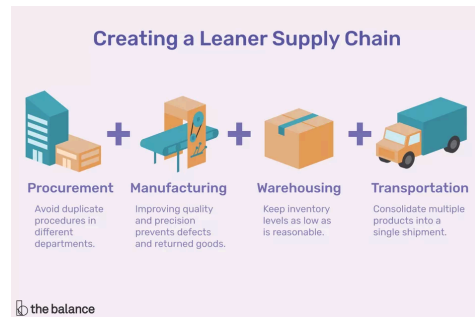 Creating a Leaner Supply Chain
Procurement
Avoid duplicate
procedures in
different
departments.
Manufacturing
Improving quality
and precision
prevents defects
and returned goods.
Warehousing
Keep inventory
levels as low as
is reasonable.
Transportation
Consolidate multiple
products into a
single shipment.
the balance